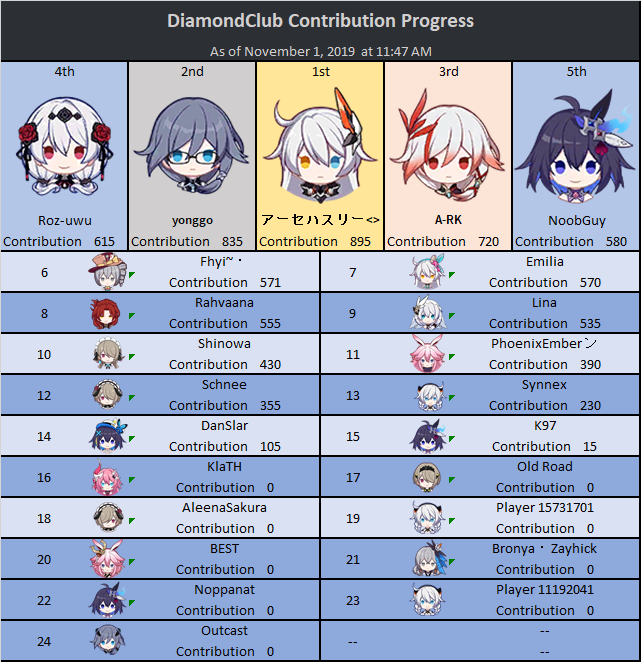 DiamondClub Contribution Progress
As of November 1, 2019 at 11:47 AM
4th
2nd
1st
3rd
5th
Roz-uwu
yonggo
アーセハスリー<>
A-RK
NoobGuy
Contribution 615
Contribution 835
Contribution 895
Contribution 720
Contribution 580
6
Fhyi~・
Contribution 571
7
Emilia
Contribution 570
8
Rahvaana
Contribution 555
9
Lina
Contribution 535
10
Shinowa
Contribution 430
11
PhoenixEmberン
Contribution 390
12
Schnee
Contribution 355
13
Synnex
Contribution 230
14
DanSlar
Contribution 105
15
K97
Contribution 15
16
KlaTH
Contribution 0
17
Old Road
Contribution 0
18
AleenaSakura
Contribution 0
19
Player 15731701
Contribution 0
20
BEST
Contribution 0
21
Bronya・Zayhick
Contribution 0
22
Noppanat
Contribution 0
23
Player 11192041
Contribution 0
24
Outcast
Contribution 0
--
--
--